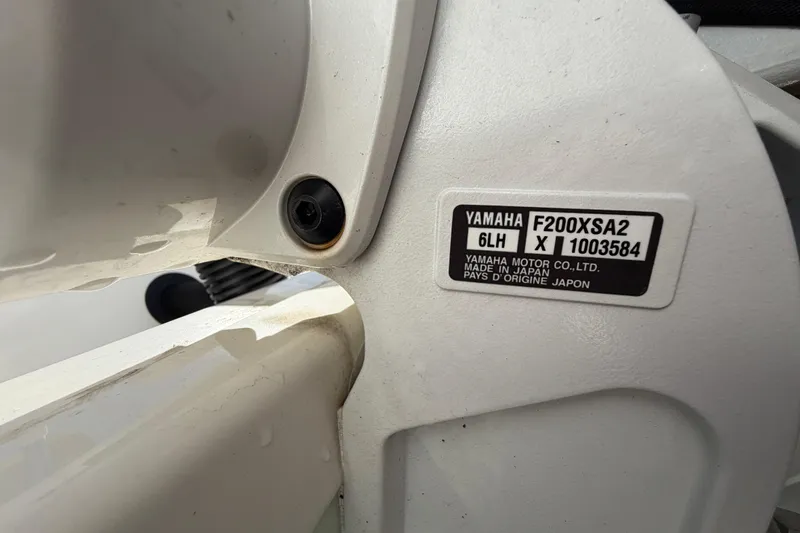 YAMAHA F200XSA2
6LH X 1003584
YAMAHA MOTOR CO.,LTD.
MADE IN JAPAN
PAYS D'ORIGINE JAPON